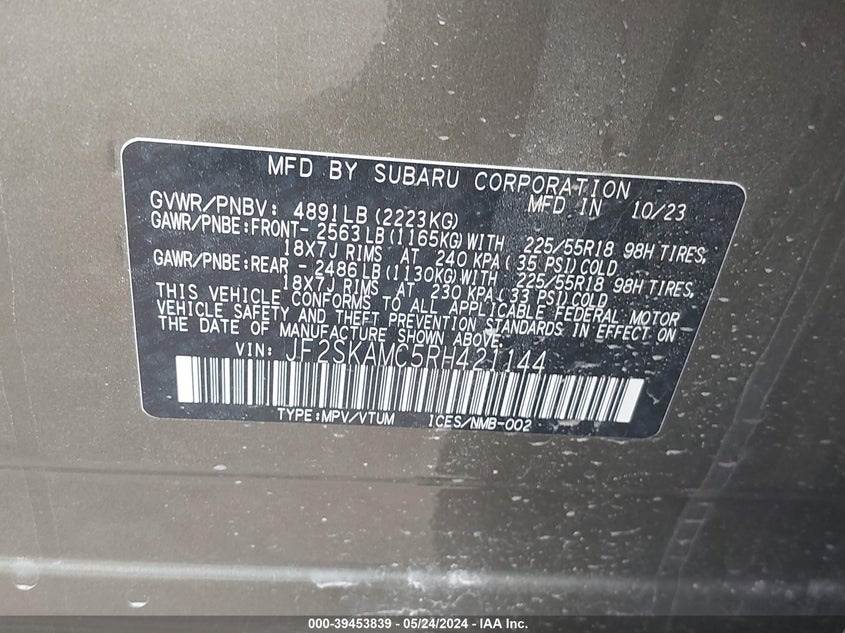 MFD BY SUBARU CORPORATION
GVWR/PNBV: 4891LB(2223KG) MFD IN 10/23
GAWR/PNBE:FRONT- 2563LB(1165KG)WITH 225/55R18 98H TIRES,
18X7J RIMS AT 240 KPA( 35 PSI)COLD
GAWR/PNBE:REAR - 2486LB(1130KG)WITH 225/55R18 98H TIRES,
18X7J RIMS AT 230 KPA(33 PSI)COLD
THIS VEHICLE CONFORMS TO ALL APPLICABLE FEDERAL MOTOR
VEHICLE SAFETY AND THEFT PREVENTION STANDARDS IN EFFECT ON
THE DATE OF MANUFACTURE SHOWN ABOVE.
VIN: JF2SKAMC5RH421144
TYPE:MPV/VTUM ICES/NMB-002
000-39453839 - 05/24/2024 - IAA Inc.